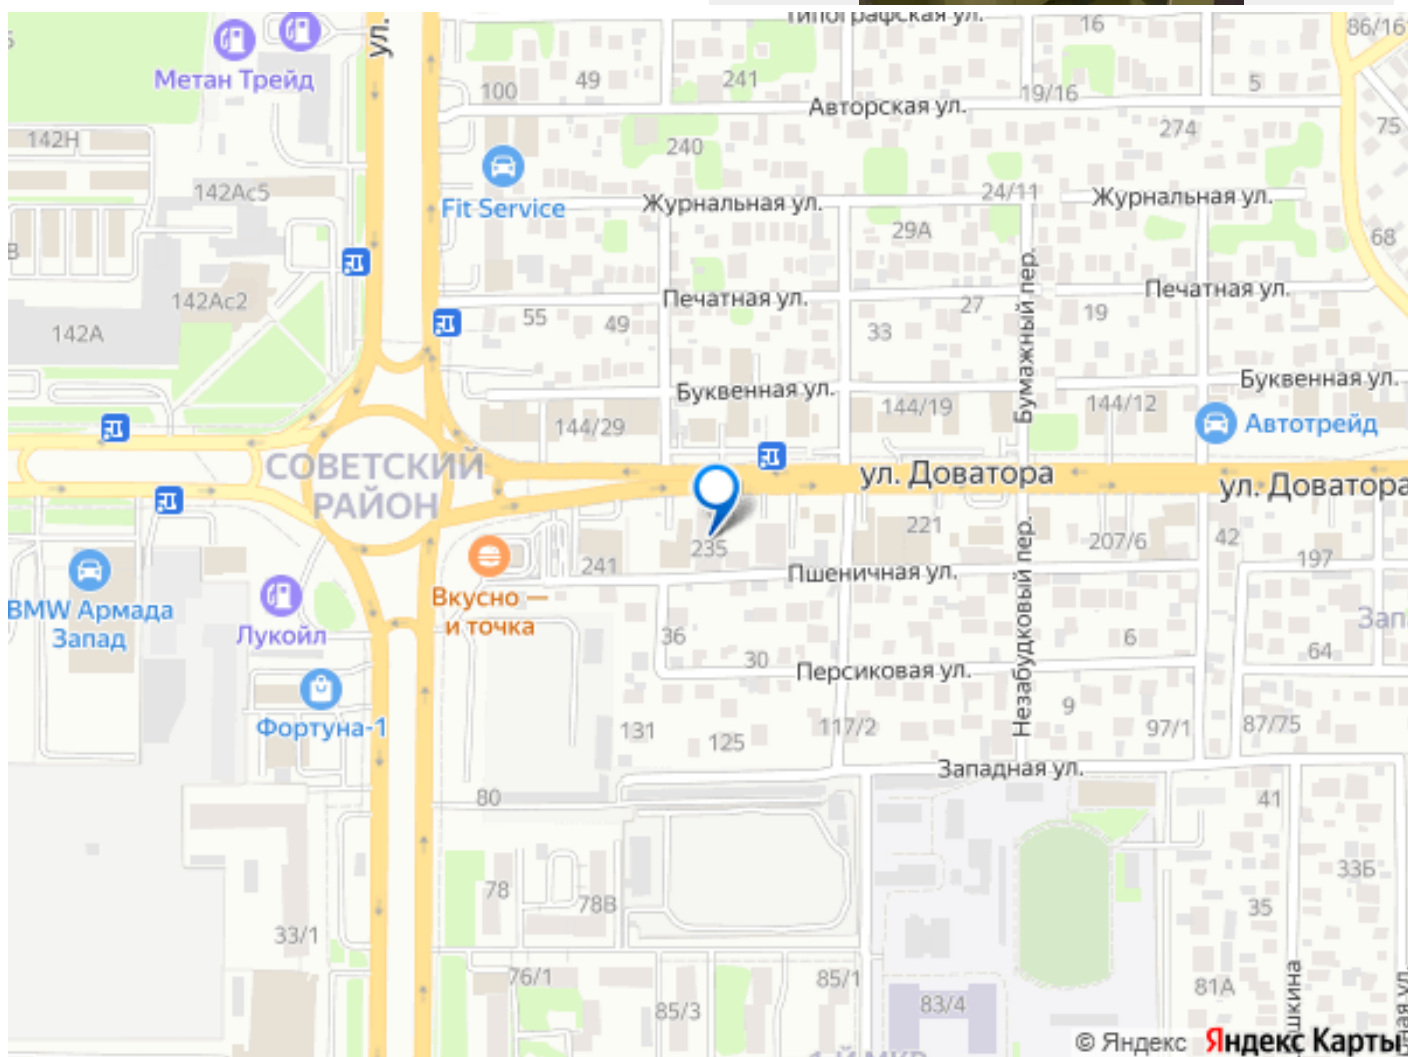 Типографская ул.
16
86/16
ул.
Метан Трейд
49
241
5
100
19/16
Авторская ул.
142Н
240
274
75
142Ас5
24/11
Fit Service
Журнальная ул.
Журнальная ул.
29А
68
В
142Ас2
Печатная ул.
Печатная ул.
27
55
49
19
142А
33
Бумажный пер.
Буквенная ул.
Буквенная ул.
144/29
144/19
144/12
Автотрейд
СОВЕТСКИЙ
РАЙОН
ул. Доватора
ул. Доватора
221
235
207/6
42
241
197
Пшеничная ул.
BMW Армада
Запад
Лукойл
Вкусно —
и точка
Незабудковый пер.
36
6
30
64
Персиковая ул.
Фортуна-1
131
125
117/2
9
97/1
87/75
Западная ул.
80
41
78
78В
33Б
35
33/1
76/1
85/1
81А
85/3
83/4
© Яндекс
Яндекс Карты